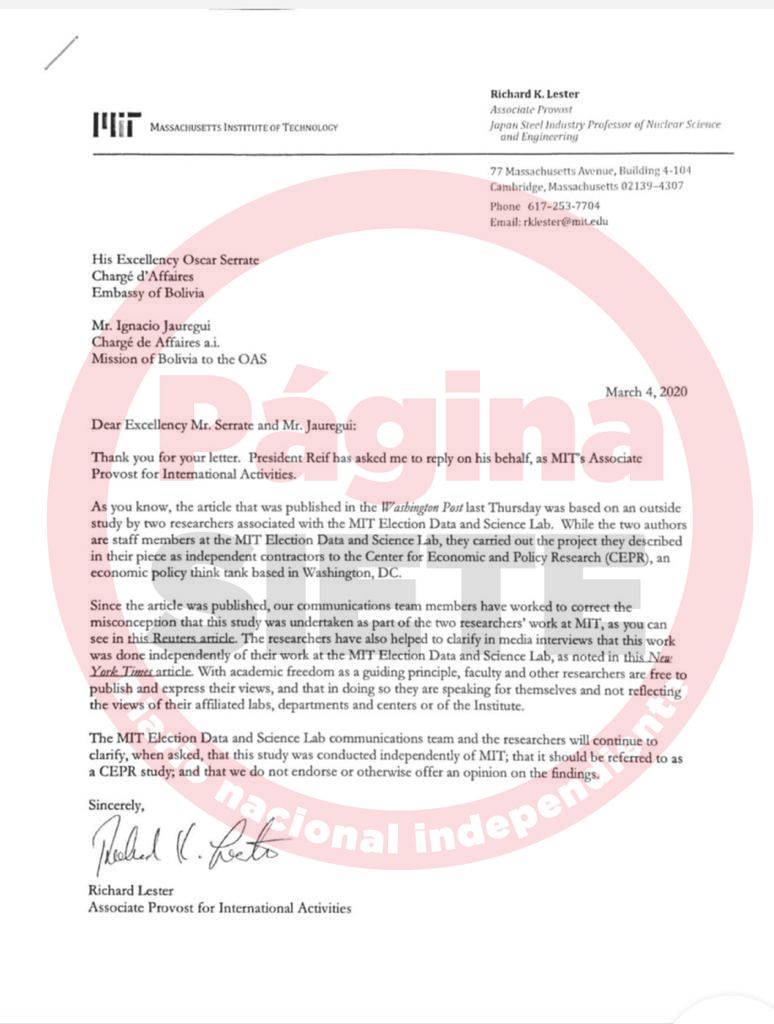 Richard K. Lester
Associate Provost
Japan Steel Industry Professor of Nuclear Science
and Engineering
MIT MASSACHUSETTS INSTITUTE OF TECHNOLOGY
77 Massachusetts Avenue, Building 4-104
Cambridge, Massachusetts 02139-4307
Phone 617-253-7704
Email: rklester@mit.edu
His Excellency Oscar Serrate
Chargé d'Affaires
Embassy of Bolivia
Mr. Ignacio Jauregui
Chargé de Affaires a.i.
Mission of Bolivia to the OAS
March 4, 2020
Dear Excellency Mr. Serrate and Mr. Jauregui:
Thank you for your letter. President Reif has asked me to reply on his behalf, as MIT's Associate
Provost for International Activities.
As you know, the article that was published in the Washington Post last Thursday was based on an outside
study by two researchers associated with the MIT Election Data and Science Lab. While the two authors
are staff members at the MIT Election Data and Science Lab, they carried out the project they described
in their piece as independent contractors to the Center for Economic and Policy Research (CEPR), an
economic policy think tank based in Washington, DC.
Since the article was published, our communications team members have worked to correct the
misconception that this study was undertaken as part of the two researchers' work at MIT, as you can
see in this Reuters article. The researchers have also helped to clarify in media interviews that this work
was done independently of their work at the MIT Election Data and Science Lab, as noted in this New
York Times article. With academic freedom as a guiding principle, faculty and other researchers are free to
publish and express their views, and that in doing so they are speaking for themselves and not reflecting
the views of their affiliated labs, departments and centers or of the Institute.
The MIT Election Data and Science Lab communications team and the researchers will continue to
clarify, when asked, that this study was conducted independently of MIT; that it should be referred to as
a CEPR study; and that we do not endorse or otherwise offer an opinion on the findings.
Sincerely,
Richard K. Lester
Richard Lester
Associate Provost for International Activities
Página
SIETE
diario nacional independiente